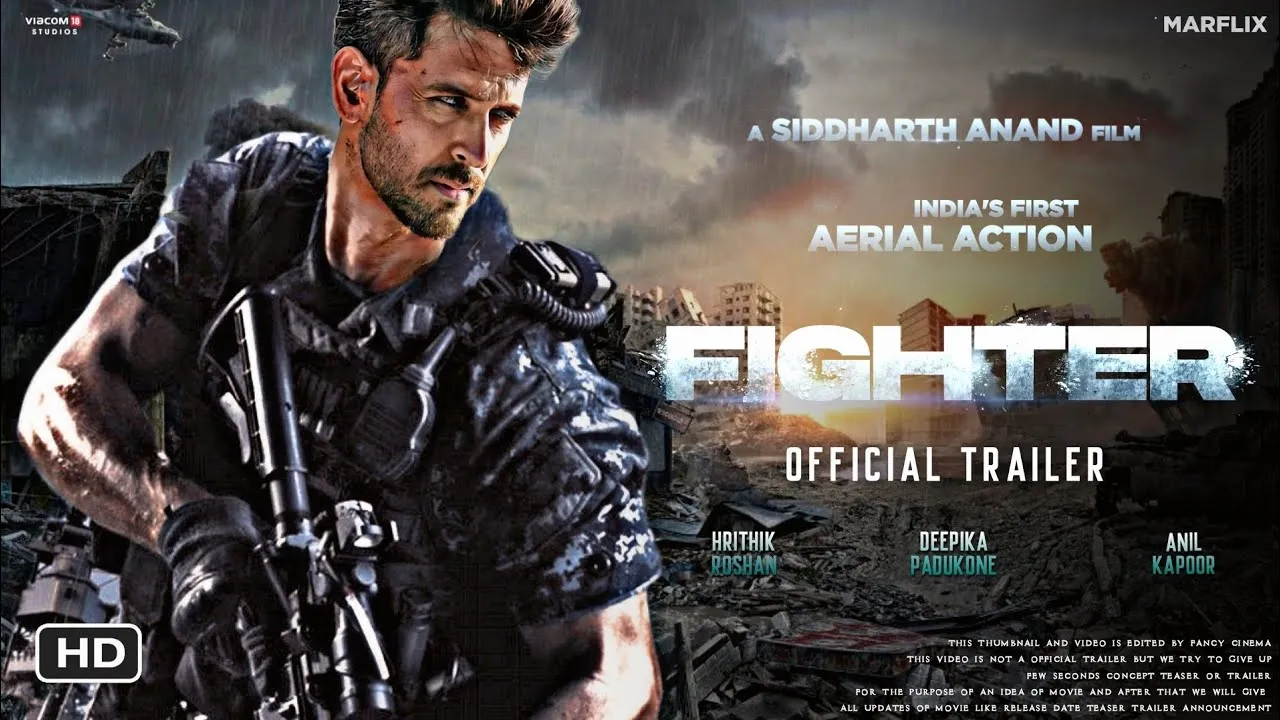 VIACOM 18
STUDIOS
MARFLIX
A SIDDHARTH ANAND FILM
INDIA'S FIRST
AERIAL ACTION
FIGHTER
OFFICIAL TRAILER
HRITHIK
ROSHAN
DEEPIKA
PADUKONE
ANIL
KAPOOR
HD
THIS THUMBNAIL AND VIDEO IS EDITED BY FANCY CINEMA
THIS VIDEO IS NOT A OFFICIAL TRAILER BUT WE TRY TO GIVE UP
FEW SECONDS CONCEPT TEASER OR TRAILER
FOR THE PURPOSE OF AN IDEA OF MOVIE AND AFTER THAT WE WILL GIVE
ALL UPDATES OF MOVIE LIKE RELEASE DATE TEASER TRAILER ANNOUNCEMENT